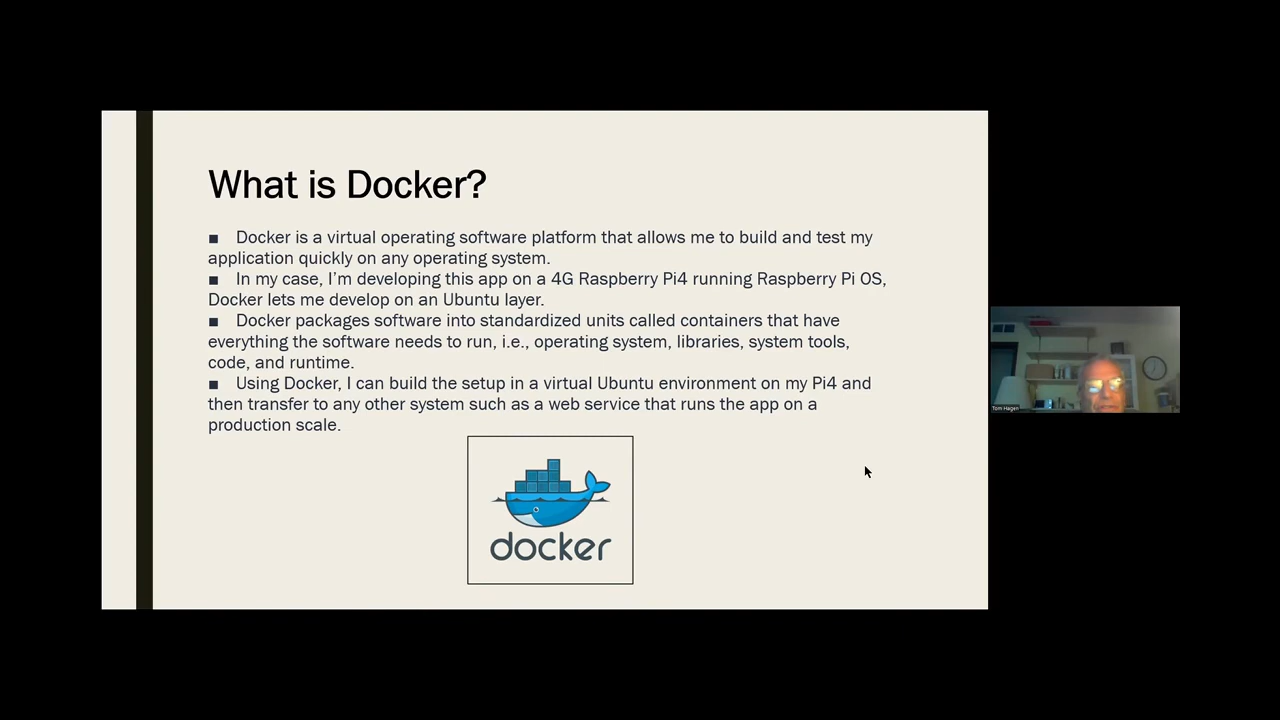 What is Docker?
■ Docker is a virtual operating software platform that allows me to build and test my
application quickly on any operating system.
■ In my case, I’m developing this app on a 4G Raspberry Pi4 running Raspberry Pi OS,
Docker lets me develop on an Ubuntu layer.
■ Docker packages software into standardized units called containers that have
everything the software needs to run, i.e., operating system, libraries, system tools,
code, and runtime.
■ Using Docker, I can build the setup in a virtual Ubuntu environment on my Pi4 and
then transfer to any other system such as a web service that runs the app on a
production scale.
docker
Tom Hagen